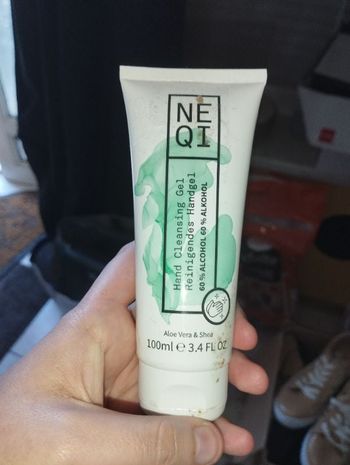 NE
QI
Hand Cleansing Gel
Reinigendes Handgel
60 % ALCOHOL 60 % ALKOHOL
Aloe Vera & Shea
100ml ℮ 3.4 FL OZ